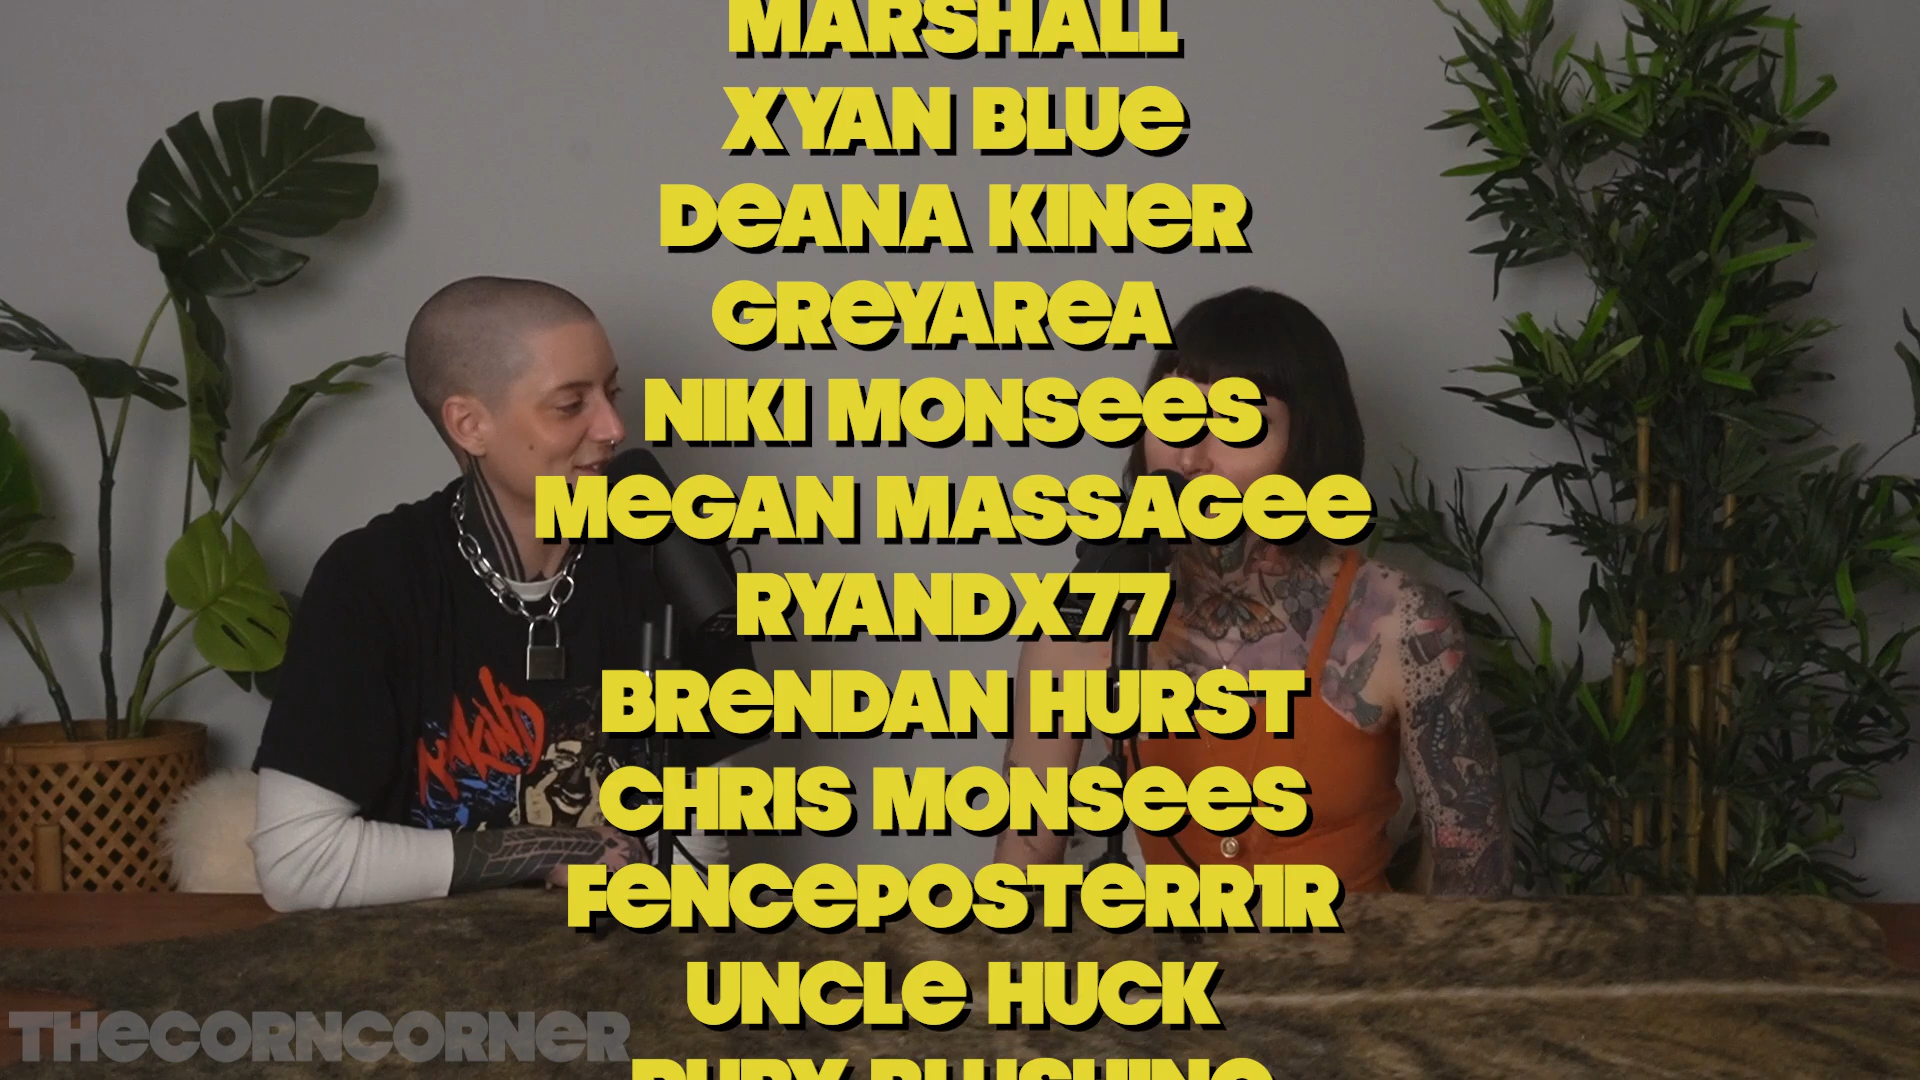 MARSHALL
XYAN BLUe
DeANA KINeR
GReYAReA
NIKI MONSeeS
MeGAN MASSAGee
RYANDX77
BReNDAN HURST
CHRIS MONSeeS
FeNCePOSTeRR1R
UNCLe HUCK
THeCORNCORNeR